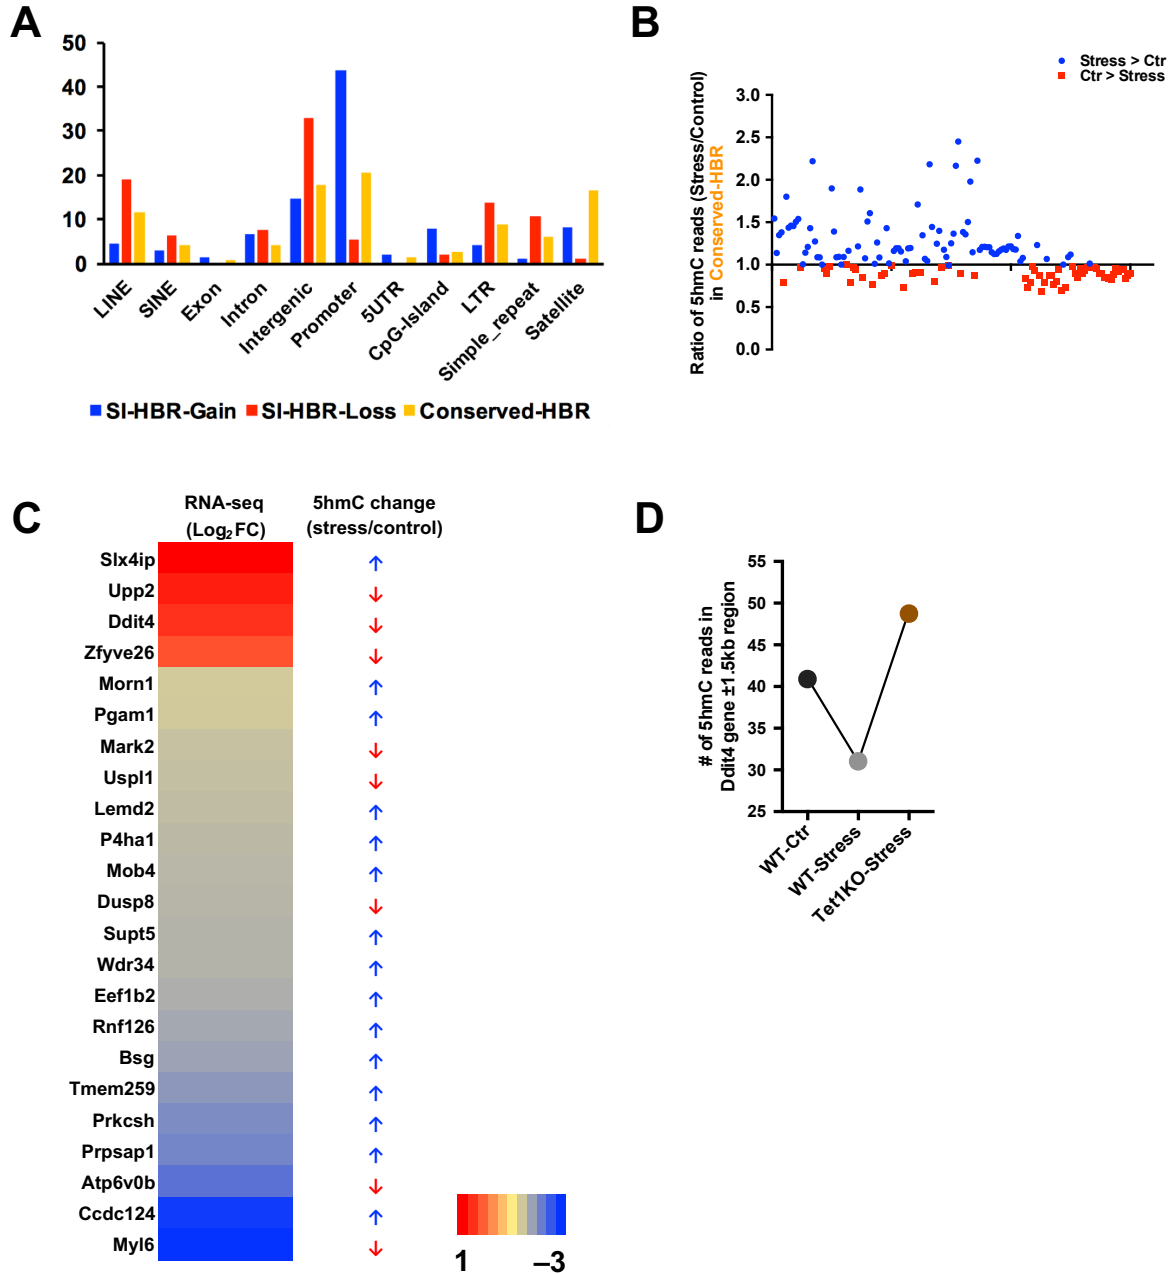 A
50
40
30
20
10
0
LINE
SINE
Exon
Intron
Intergenic
Promoter
5UTR
CpG-Island
LTR
Simple_repeat
Satellite
SI-HBR-Gain SI-HBR-Loss Conserved-HBR
B
Stress > Ctr
Ctr > Stress
Ratio of 5hmC reads (Stress/Control)
in Conserved-HBR
3.0
2.5
2.0
1.5
1.0
0.5
0.0
C
RNA-seq
(Log2 FC)
5hmC change
(stress/control)
Slx4ip ↑
Upp2 ↓
Ddit4 ↓
Zfyve26 ↓
Morn1 ↑
Pgam1 ↑
Mark2 ↓
Uspl1 ↓
Lemd2 ↑
P4ha1 ↑
Mob4 ↑
Dusp8 ↓
Supt5 ↑
Wdr34 ↑
Eef1b2 ↑
Rnf126 ↑
Bsg ↑
Tmem259 ↑
Prkcsh ↑
Prpsap1 ↑
Atp6v0b ↓
Ccdc124 ↑
Myl6 ↓
1 –3
D
# of 5hmC reads in
Ddit4 gene ±1.5kb region
55
50
45
40
35
30
25
WT-Ctr
WT-Stress
Tet1KO-Stress